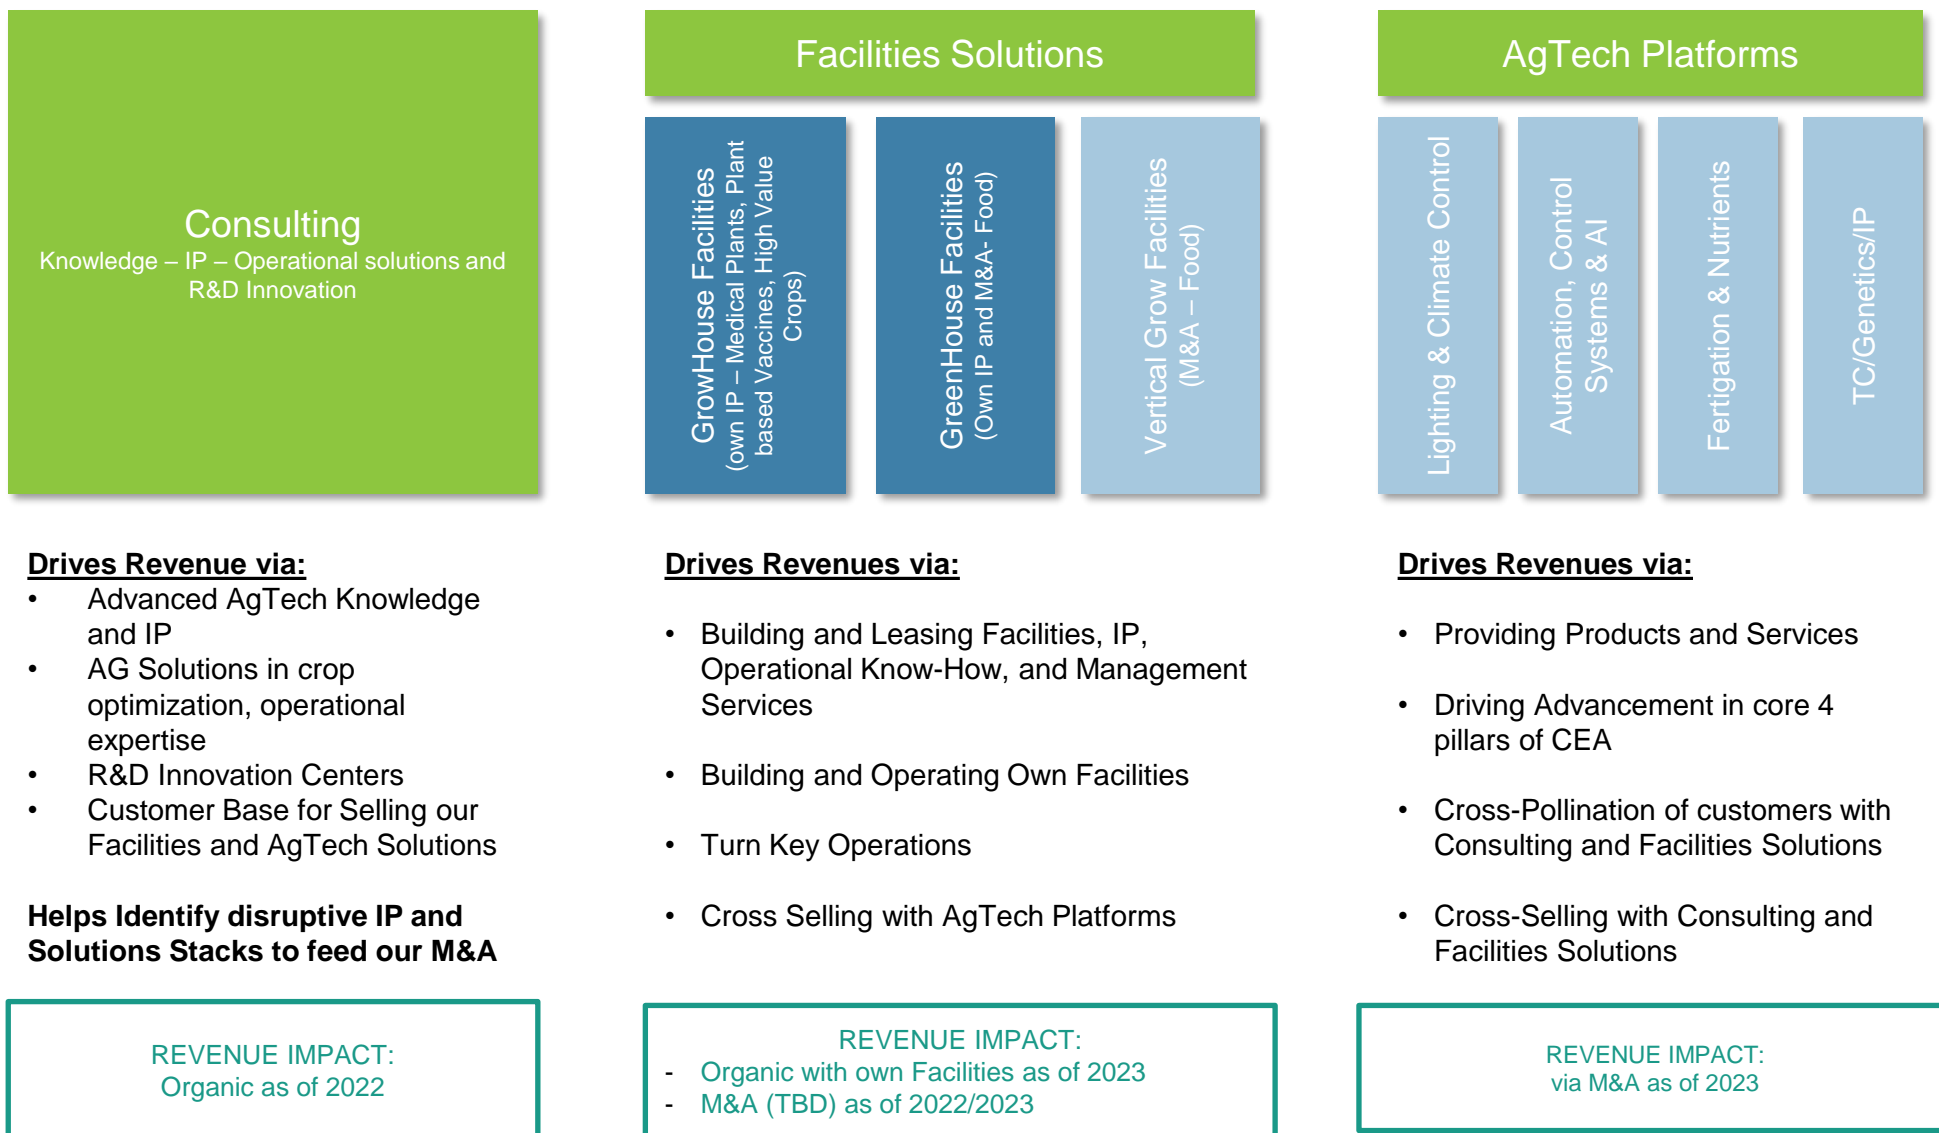 Consulting
Knowledge – IP – Operational solutions and
R&D Innovation
Drives Revenue via:
• Advanced AgTech Knowledge
and IP
• AG Solutions in crop
optimization, operational
expertise
• R&D Innovation Centers
• Customer Base for Selling our
Facilities and AgTech Solutions
Helps Identify disruptive IP and
Solutions Stacks to feed our M&A
REVENUE IMPACT:
Organic as of 2022
Facilities Solutions
GrowHouse Facilities
(own IP – Medical Plants, Plant
based Vaccines, High Value
Crops)
GreenHouse Facilities
(Own IP and M&A- Food)
Vertical Grow Facilities
(M&A – Food)
Drives Revenues via:
• Building and Leasing Facilities, IP,
Operational Know-How, and Management
Services
• Building and Operating Own Facilities
• Turn Key Operations
• Cross Selling with AgTech Platforms
REVENUE IMPACT:
- Organic with own Facilities as of 2023
- M&A (TBD) as of 2022/2023
AgTech Platforms
Lighting & Climate Control
Automation, Control
Systems & AI
Fertigation & Nutrients
TC/Genetics/IP
Drives Revenues via:
• Providing Products and Services
• Driving Advancement in core 4
pillars of CEA
• Cross-Pollination of customers with
Consulting and Facilities Solutions
• Cross-Selling with Consulting and
Facilities Solutions
REVENUE IMPACT:
via M&A as of 2023